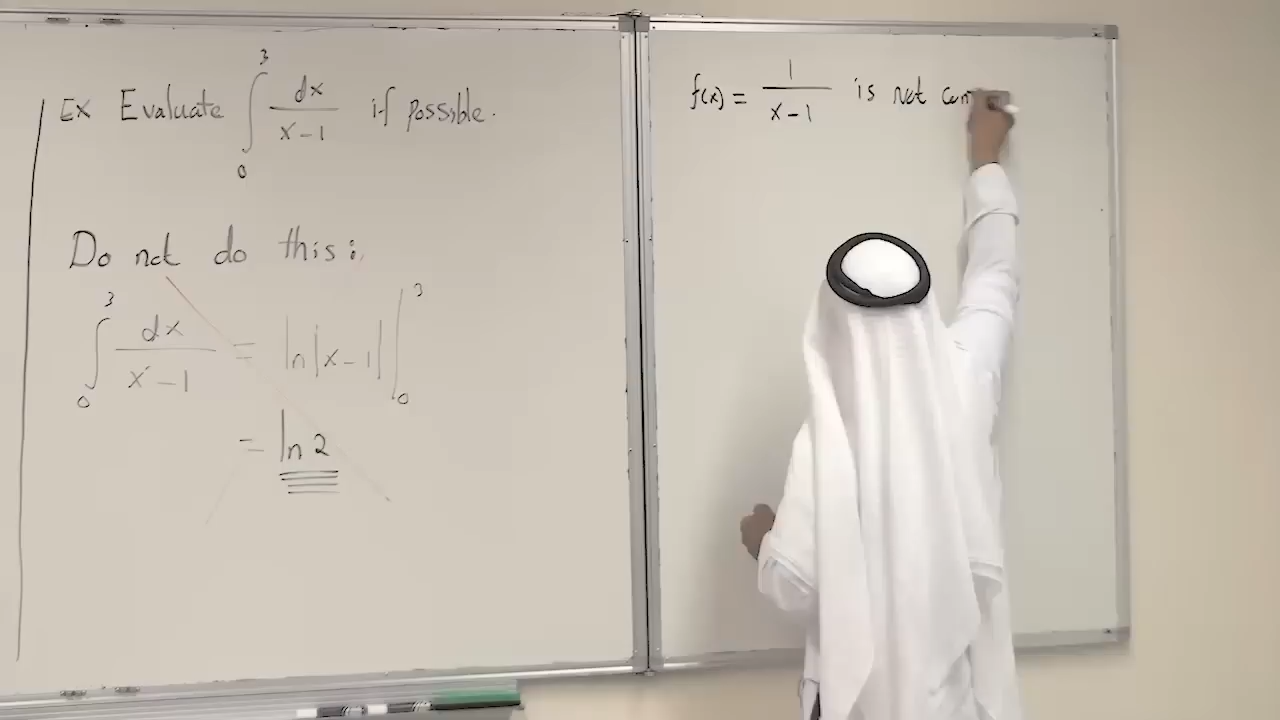 Ex Evaluate ∫₀³ dx/(x-1) if possible.
Do not do this:
∫₀³ dx/(x-1) = ln|x-1| |₀³
= ln 2
f(x) = 1/(x-1) is not con